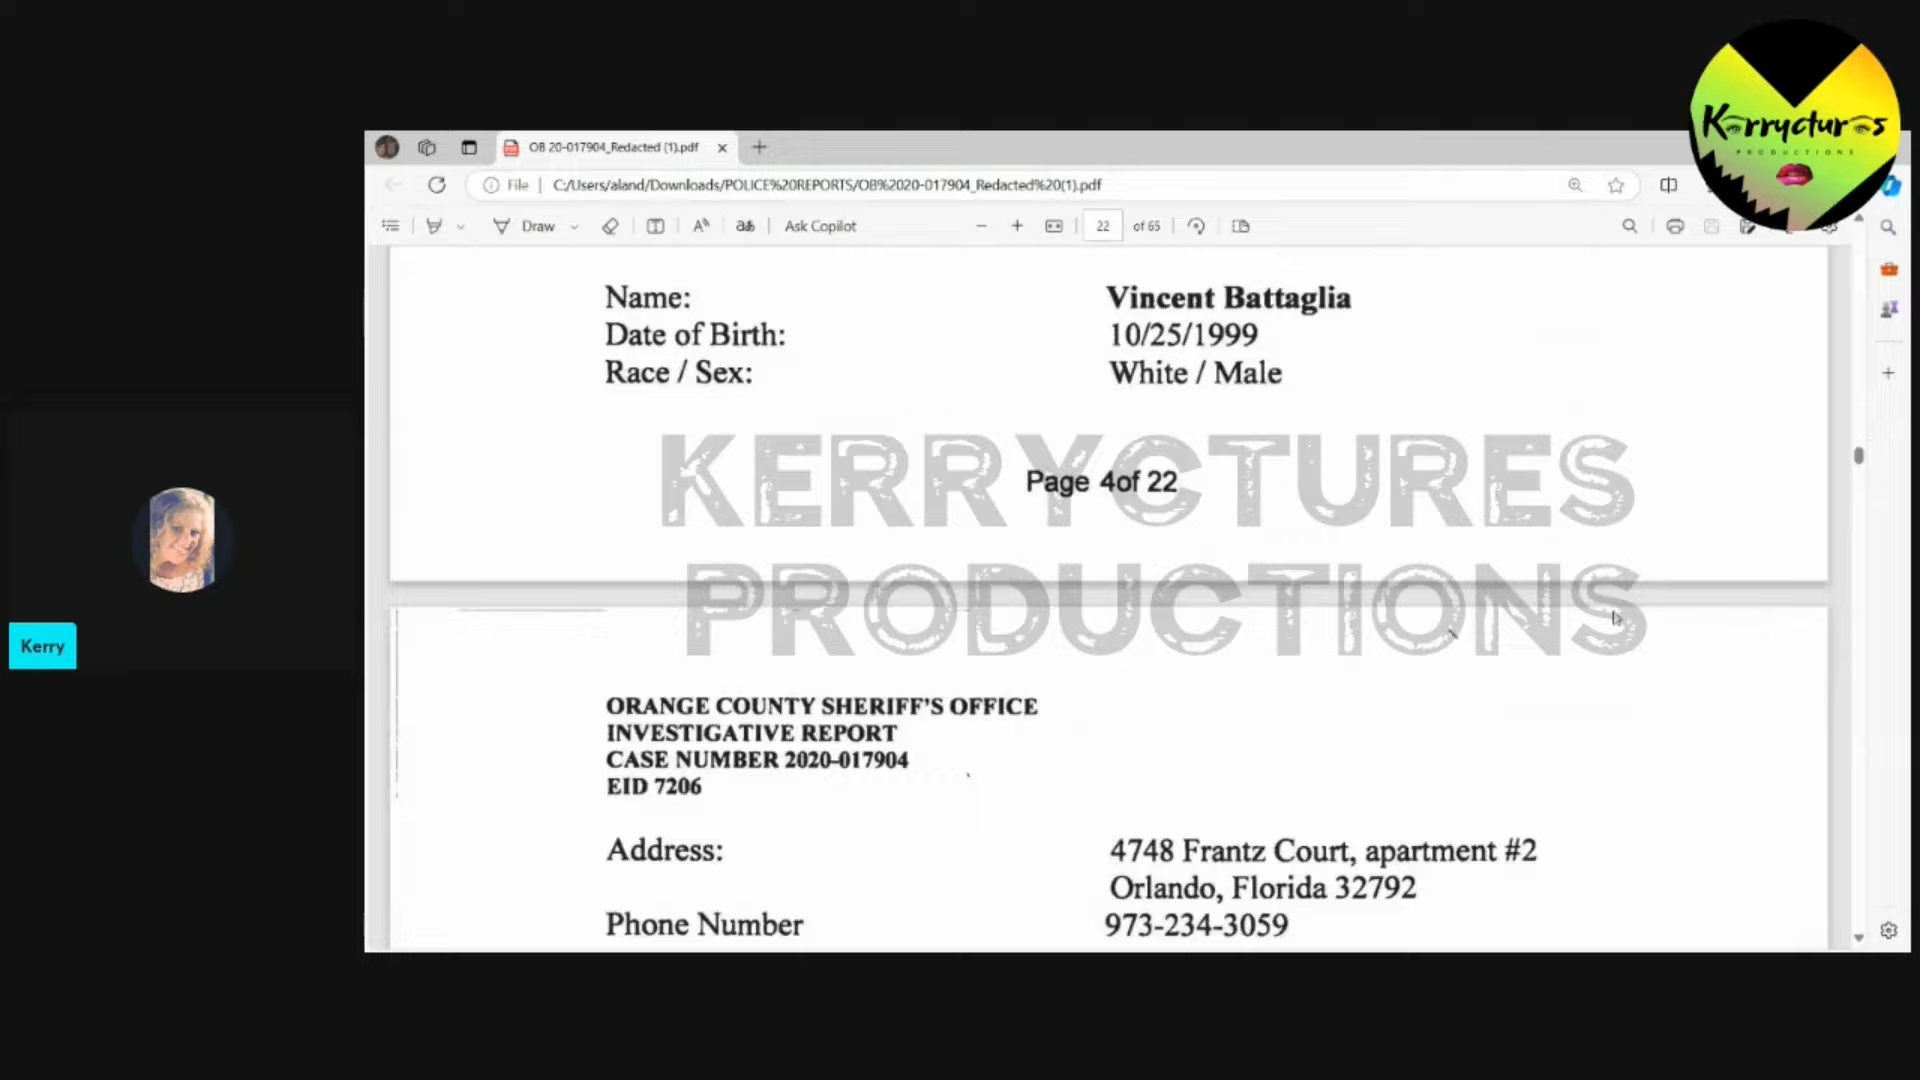 Kerryctures
PRODUCTIONS
OB 20-017904_Redacted (1).pdf
File
C:/Users/aland/Downloads/POLICE%20REPORTS/OB%2020-017904_Redacted%20(1).pdf
Draw
Ask Copilot
22
of 65
Name: Vincent Battaglia
Date of Birth: 10/25/1999
Race / Sex: White / Male
KERRYCTURES
Page 4of 22
PRODUCTIONS
ORANGE COUNTY SHERIFF'S OFFICE
INVESTIGATIVE REPORT
CASE NUMBER 2020-017904
EID 7206
Address: 4748 Frantz Court, apartment #2
Orlando, Florida 32792
Phone Number 973-234-3059
Kerry